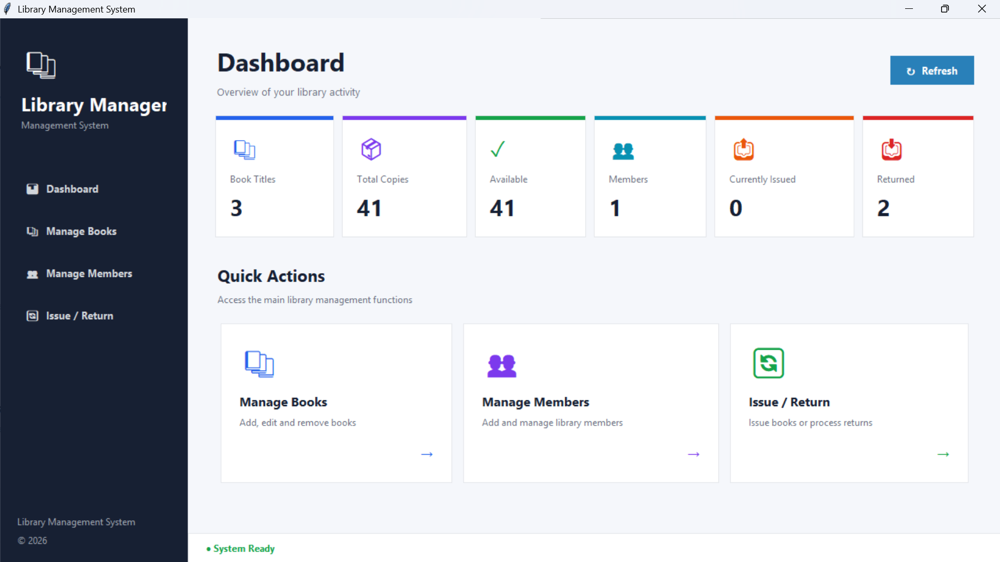 Library Management System
Library Manager
Management System
Dashboard
Manage Books
Manage Members
Issue / Return
Library Management System
© 2026
Dashboard
Overview of your library activity
↻ Refresh
Book Titles
3
Total Copies
41
✓
Available
41
Members
1
Currently Issued
0
Returned
2
Quick Actions
Access the main library management functions
Manage Books
Add, edit and remove books
→
Manage Members
Add and manage library members
→
Issue / Return
Issue books or process returns
→
• System Ready